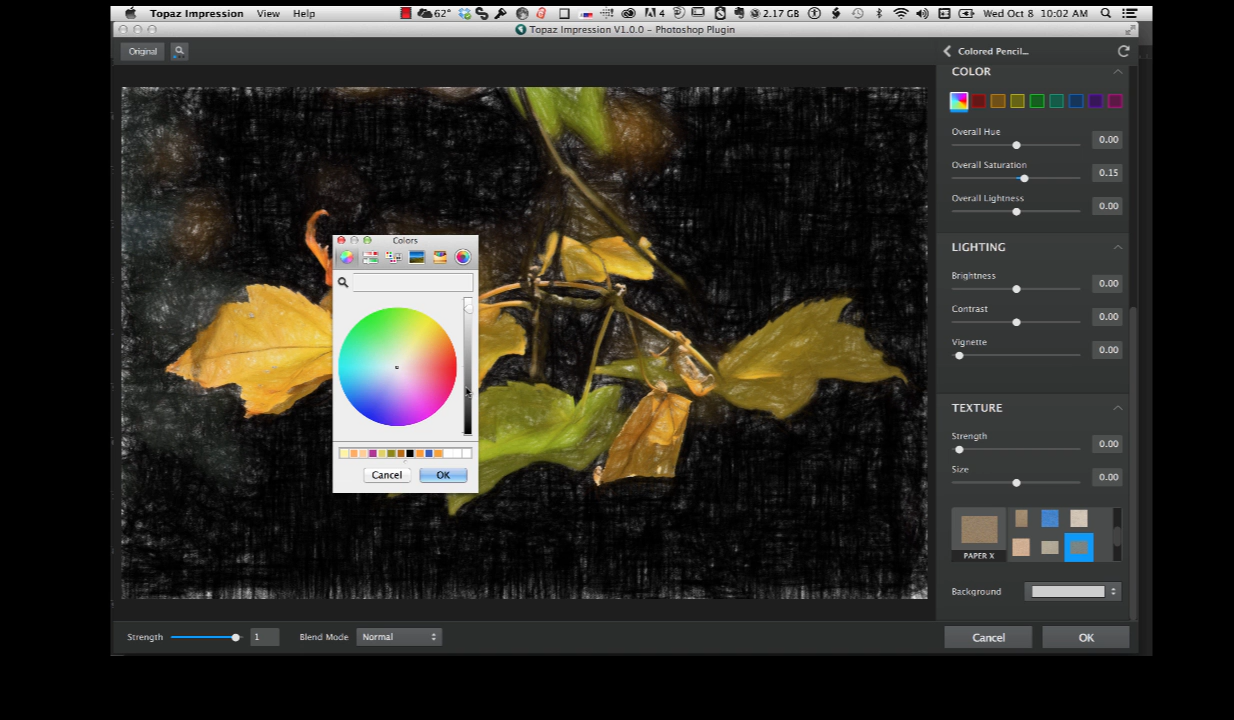 Topaz Impression View Help 62° 4 2.17 GB Wed Oct 8 10:02 AM
Topaz Impression V1.0.0 – Photoshop Plugin
Original
Colored Pencil...
COLOR
Overall Hue
0.00
Overall Saturation
0.15
Overall Lightness
0.00
LIGHTING
Brightness
0.00
Contrast
0.00
Vignette
0.00
TEXTURE
Strength
0.00
Size
0.00
PAPER X
Background
Colors
Cancel OK
Strength 1 Blend Mode Normal
Cancel OK